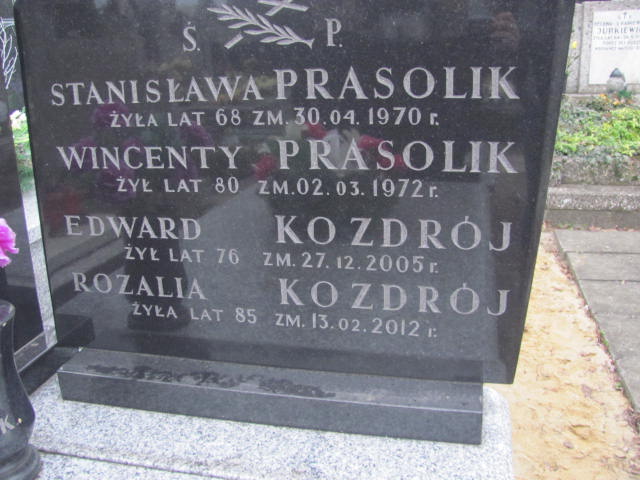 Ś. P.
STANISŁAWA PRASOLIK
ŻYŁA LAT 68 ZM. 30.04.1970 r.
WINCENTY PRASOLIK
ŻYŁ LAT 80 ZM. 02.03.1972 r.
EDWARD KOZDRÓJ
ŻYŁ LAT 76 ZM. 27.12.2005 r.
ROZALIA KOZDRÓJ
ŻYŁA LAT 85 ZM. 13.02.2012 r.